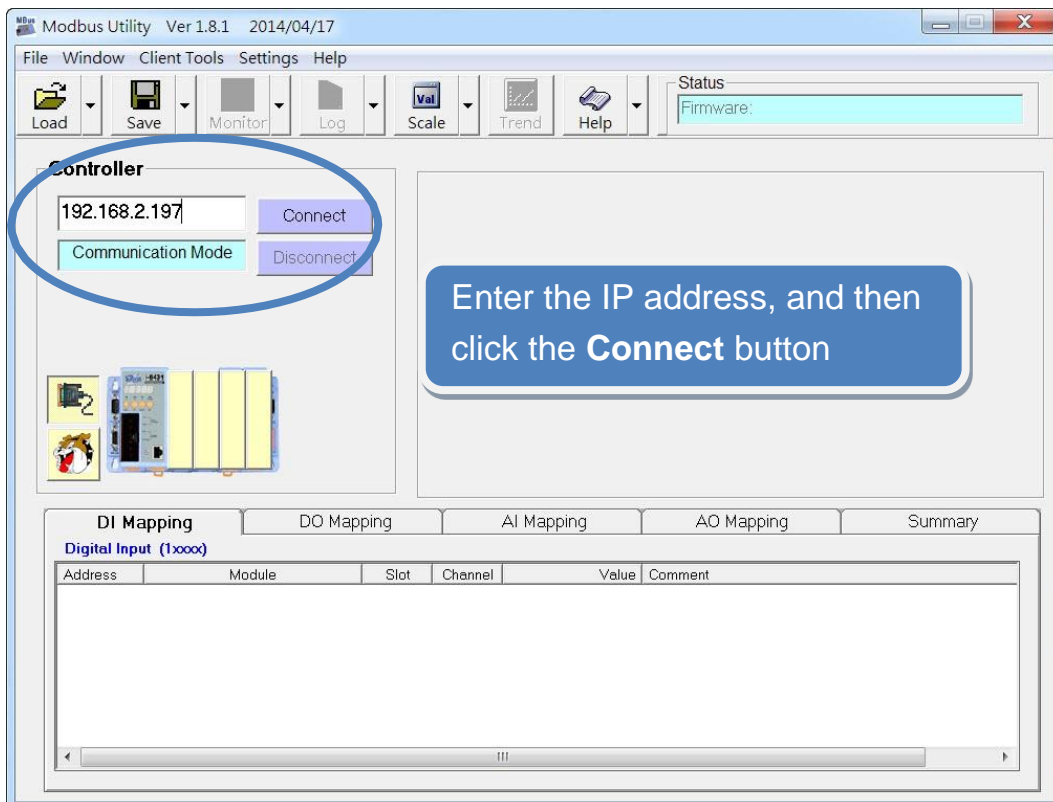 Modbus Utility Ver 1.8.1 2014/04/17
File Window Client Tools Settings Help
Load Save Monitor Log Scale Trend Help
Val
Status
Firmware:
Controller
192.168.2.197 Connect
Communication Mode Disconnect
Enter the IP address, and then
click the Connect button
DI Mapping DO Mapping AI Mapping AO Mapping Summary
Digital Input (1xxxx)
Address Module Slot Channel Value Comment